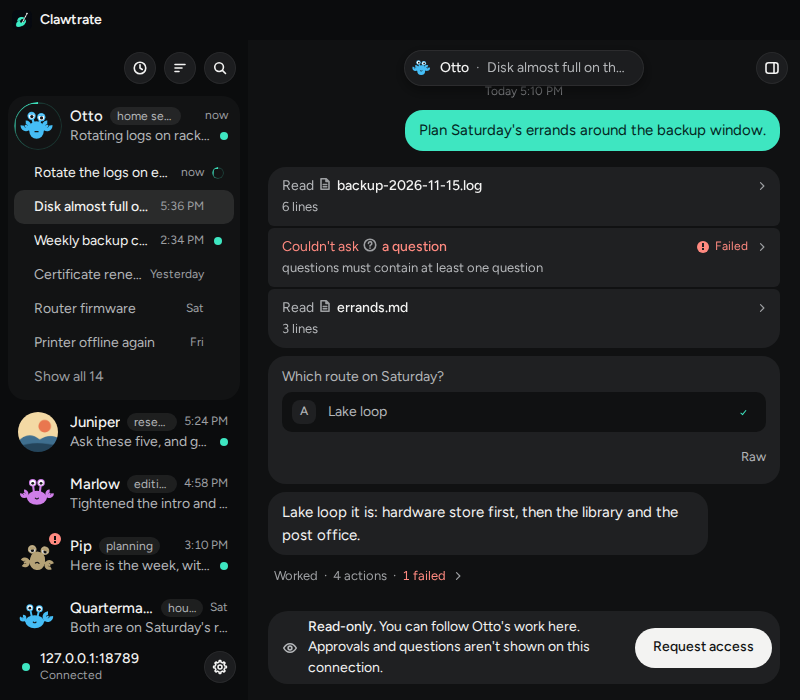 Clawtrate
Otto home se... now
Rotating logs on rack...
Rotate the logs on e... now
Disk almost full o... 5:36 PM
Weekly backup c... 2:34 PM
Certificate rene... Yesterday
Router firmware Sat
Printer offline again Fri
Show all 14
Juniper rese... 5:24 PM
Ask these five, and g...
Marlow editi... 4:58 PM
Tightened the intro and ...
Pip planning 3:10 PM
Here is the week, wit...
Quarterma... hou... Sat
Both are on Saturday's r...
127.0.0.1:18789
Connected
Otto · Disk almost full on th...
Today 5:10 PM
Plan Saturday's errands around the backup window.
Read backup-2026-11-15.log
6 lines
Couldn't ask a question Failed
questions must contain at least one question
Read errands.md
3 lines
Which route on Saturday?
A Lake loop
Raw
Lake loop it is: hardware store first, then the library and the
post office.
Worked · 4 actions · 1 failed
Read-only. You can follow Otto's work here.
Approvals and questions aren't shown on this
connection.
Request access